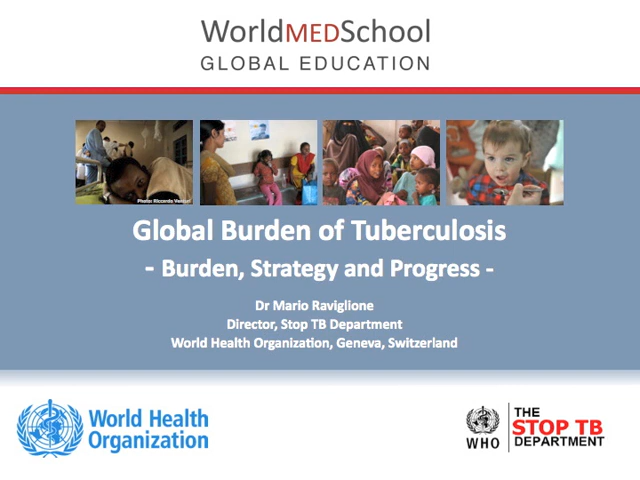 WorldMEDSchool
GLOBAL EDUCATION
Global Burden of Tuberculosis
- Burden, Strategy and Progress -
Dr Mario Raviglione
Director, Stop TB Department
World Health Organization, Geneva, Switzerland
World Health
Organization
WHO
THE
STOP TB
DEPARTMENT